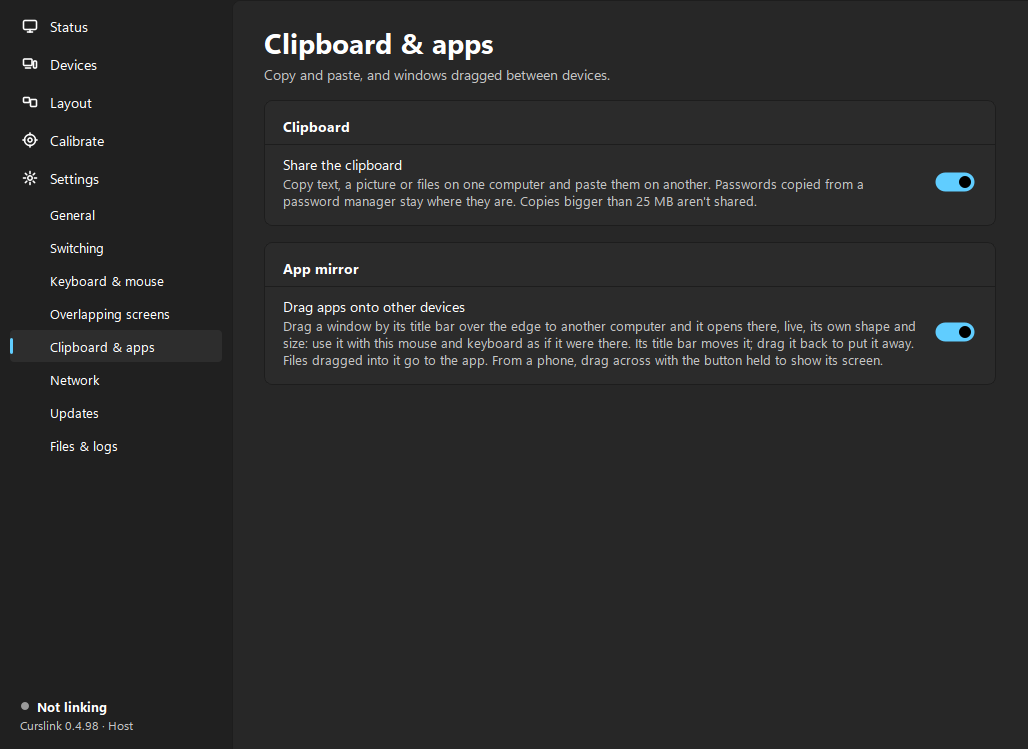 Status
Devices
Layout
Calibrate
Settings
General
Switching
Keyboard & mouse
Overlapping screens
Clipboard & apps
Network
Updates
Files & logs
Not linking
Curslink 0.4.98 · Host
Clipboard & apps
Copy and paste, and windows dragged between devices.
Clipboard
Share the clipboard
Copy text, a picture or files on one computer and paste them on another. Passwords copied from a
password manager stay where they are. Copies bigger than 25 MB aren't shared.
App mirror
Drag apps onto other devices
Drag a window by its title bar over the edge to another computer and it opens there, live, its own shape and
size: use it with this mouse and keyboard as if it were there. Its title bar moves it; drag it back to put it away.
Files dragged into it go to the app. From a phone, drag across with the button held to show its screen.